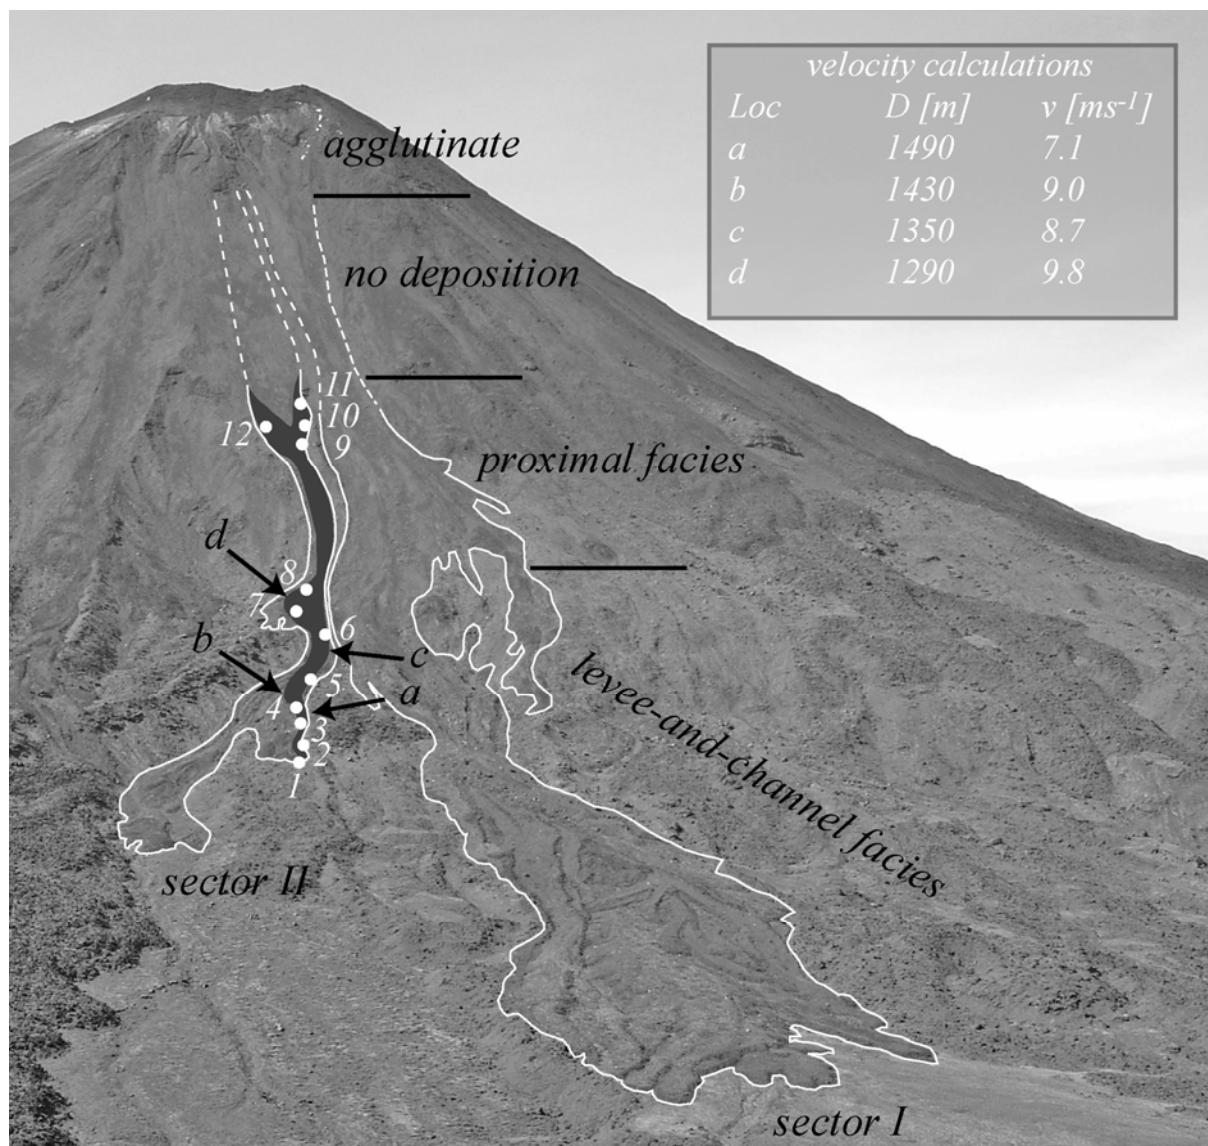 velocity calculations
Loc D [m] v [ms-1]
a 1490 7.1
b 1430 9.0
c 1350 8.7
d 1290 9.8
agglutinate
no deposition
11
10
12
9
proximal facies
d
8
7
6
b
c
5
a
4
3
2
1
levee-and-channel facies
sector II
sector I